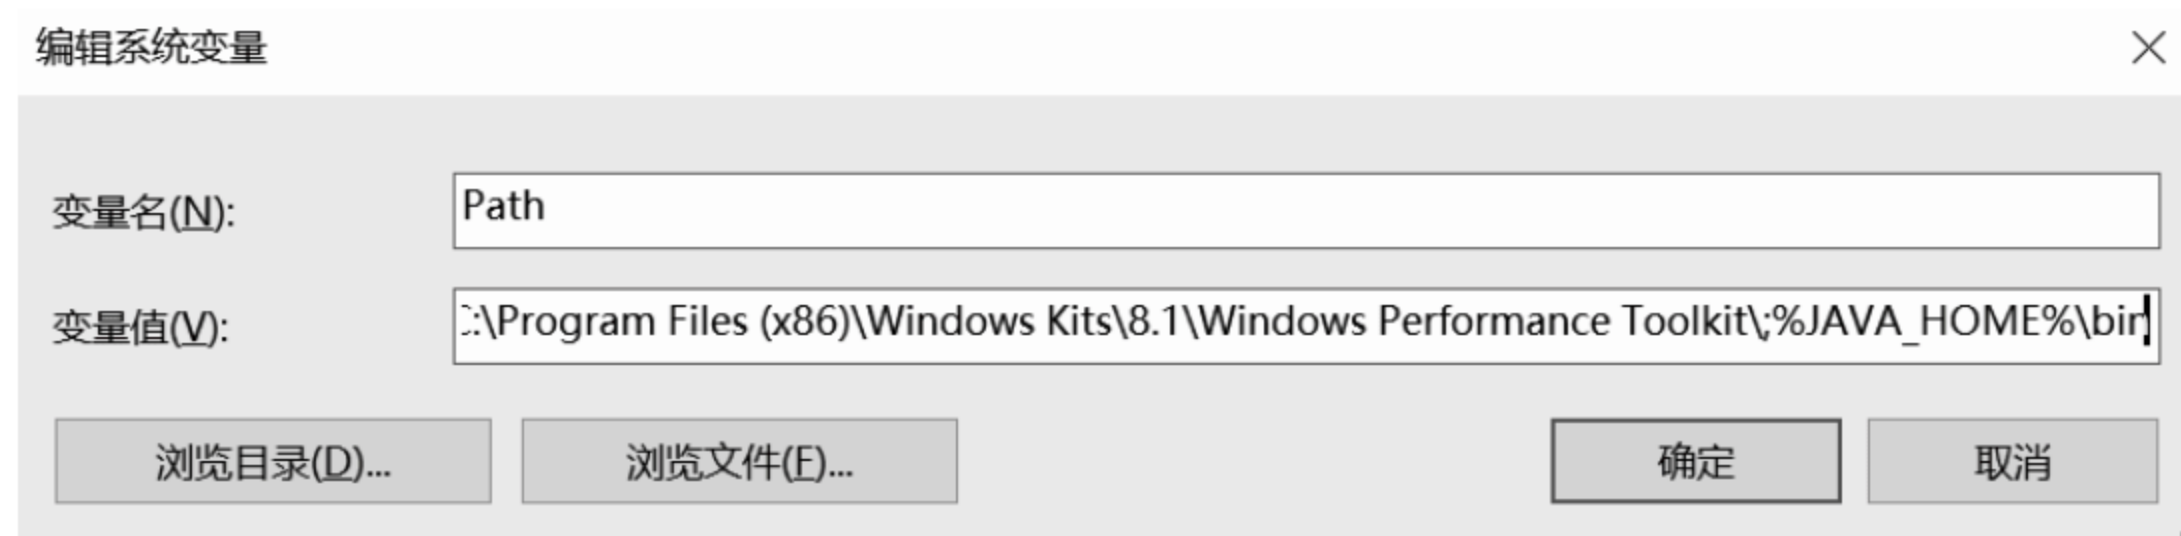 编辑系统变量
变量名(N):
Path
变量值(V):
:\Program Files (x86)\Windows Kits\8.1\Windows Performance Toolkit\;%JAVA_HOME%\bin
浏览目录(D)...
浏览文件(F)...
确定
取消